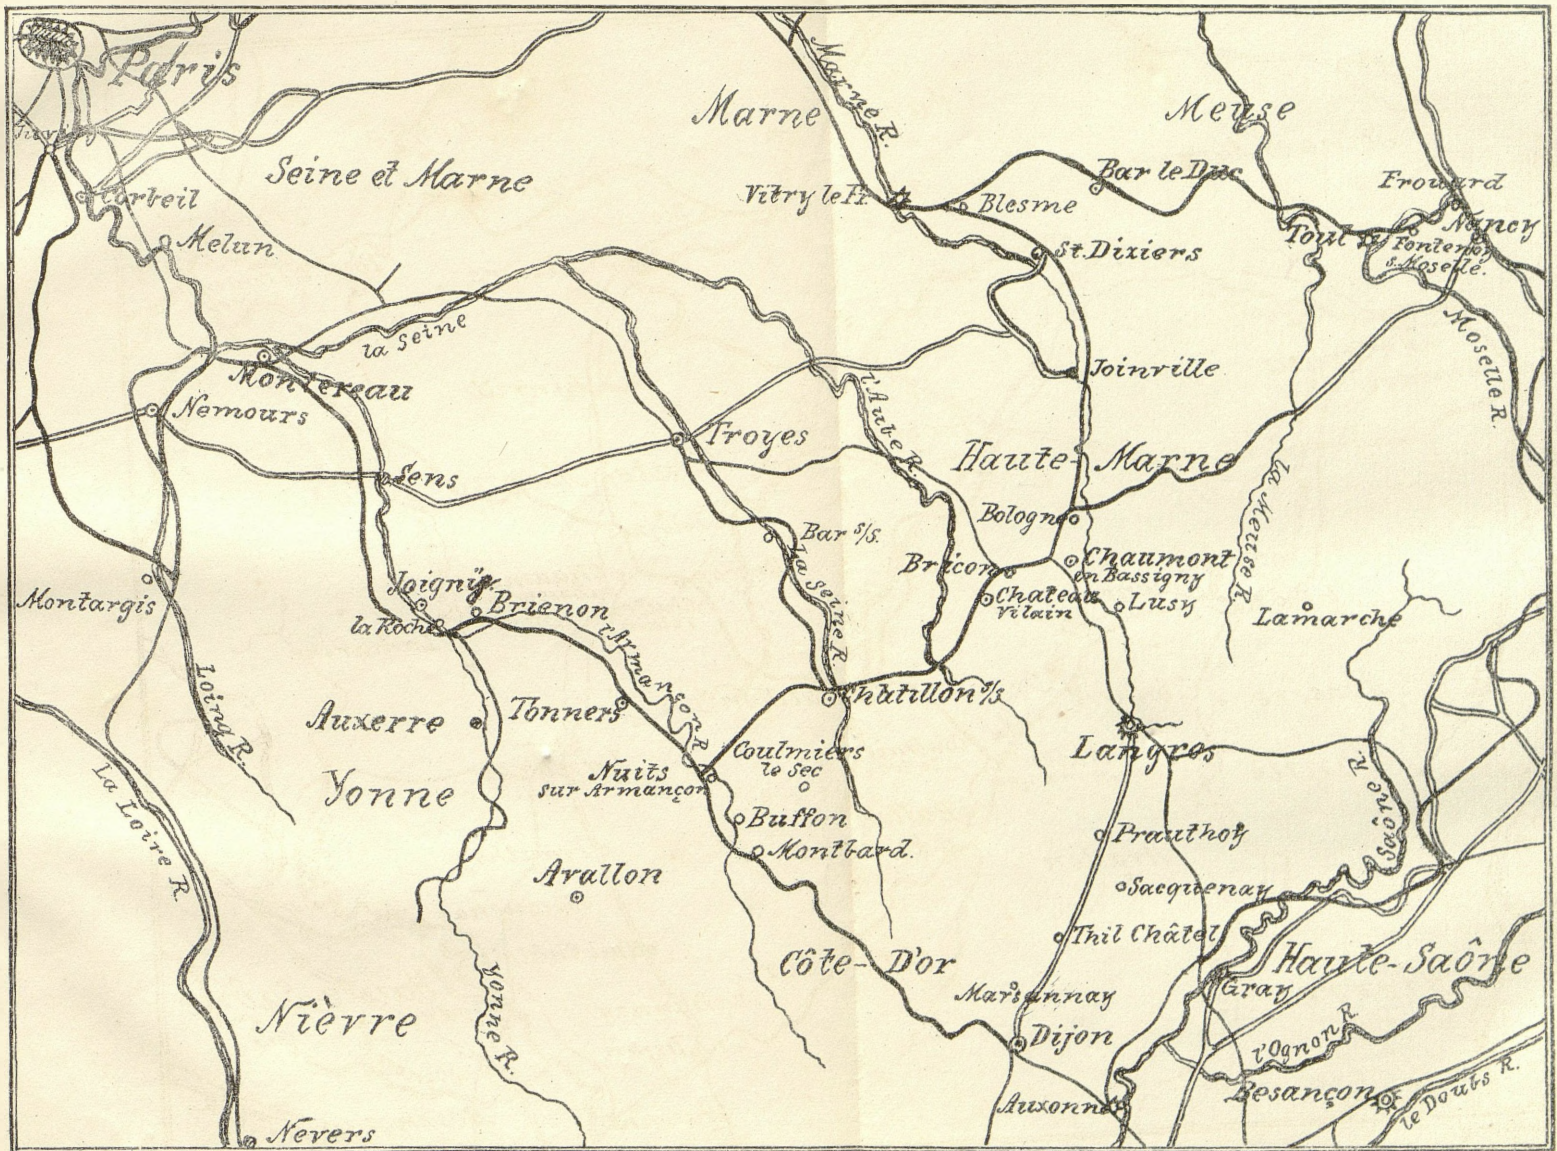 Paris
Marne
Marne R.
Meuse
Juvisy
Seine et Marne
Vitry le Fr.
Bar le Duc
Blesme
Frouard
Nancy
Toul
Fontenoy
s. Moselle.
Corbeil
Melun
St. Diziers
la Seine
Moselle R.
Montereau
Nemours
Joinville
l'Aube R.
Troyes
Haute-Marne
Sens
la Meuse R.
Bologne
Bar s/s.
la Seine R.
Bricon
Chaumont
en Bassigny
Chateau
Vilain
Lusy
Lamarche
Montargis
Joigny
Brienon
la Roche
l'Armançon R.
Loing R.
Chatillon s/s
Auxerre
Tonners
Langres
Coulmiers
le Sec
Nuits
sur Armançon
La Loire R.
Yonne
Buffon
Montbard.
Prauthoy
Saône R.
Avallon
Sacquenay
Thil Châtel
Côte-D'or
Haute-Saône
Marsannay
Gray
Nièvre
Yonne R.
Dijon
l'Ognon R.
Besançon
le Doubs R.
Auxonne
Nevers